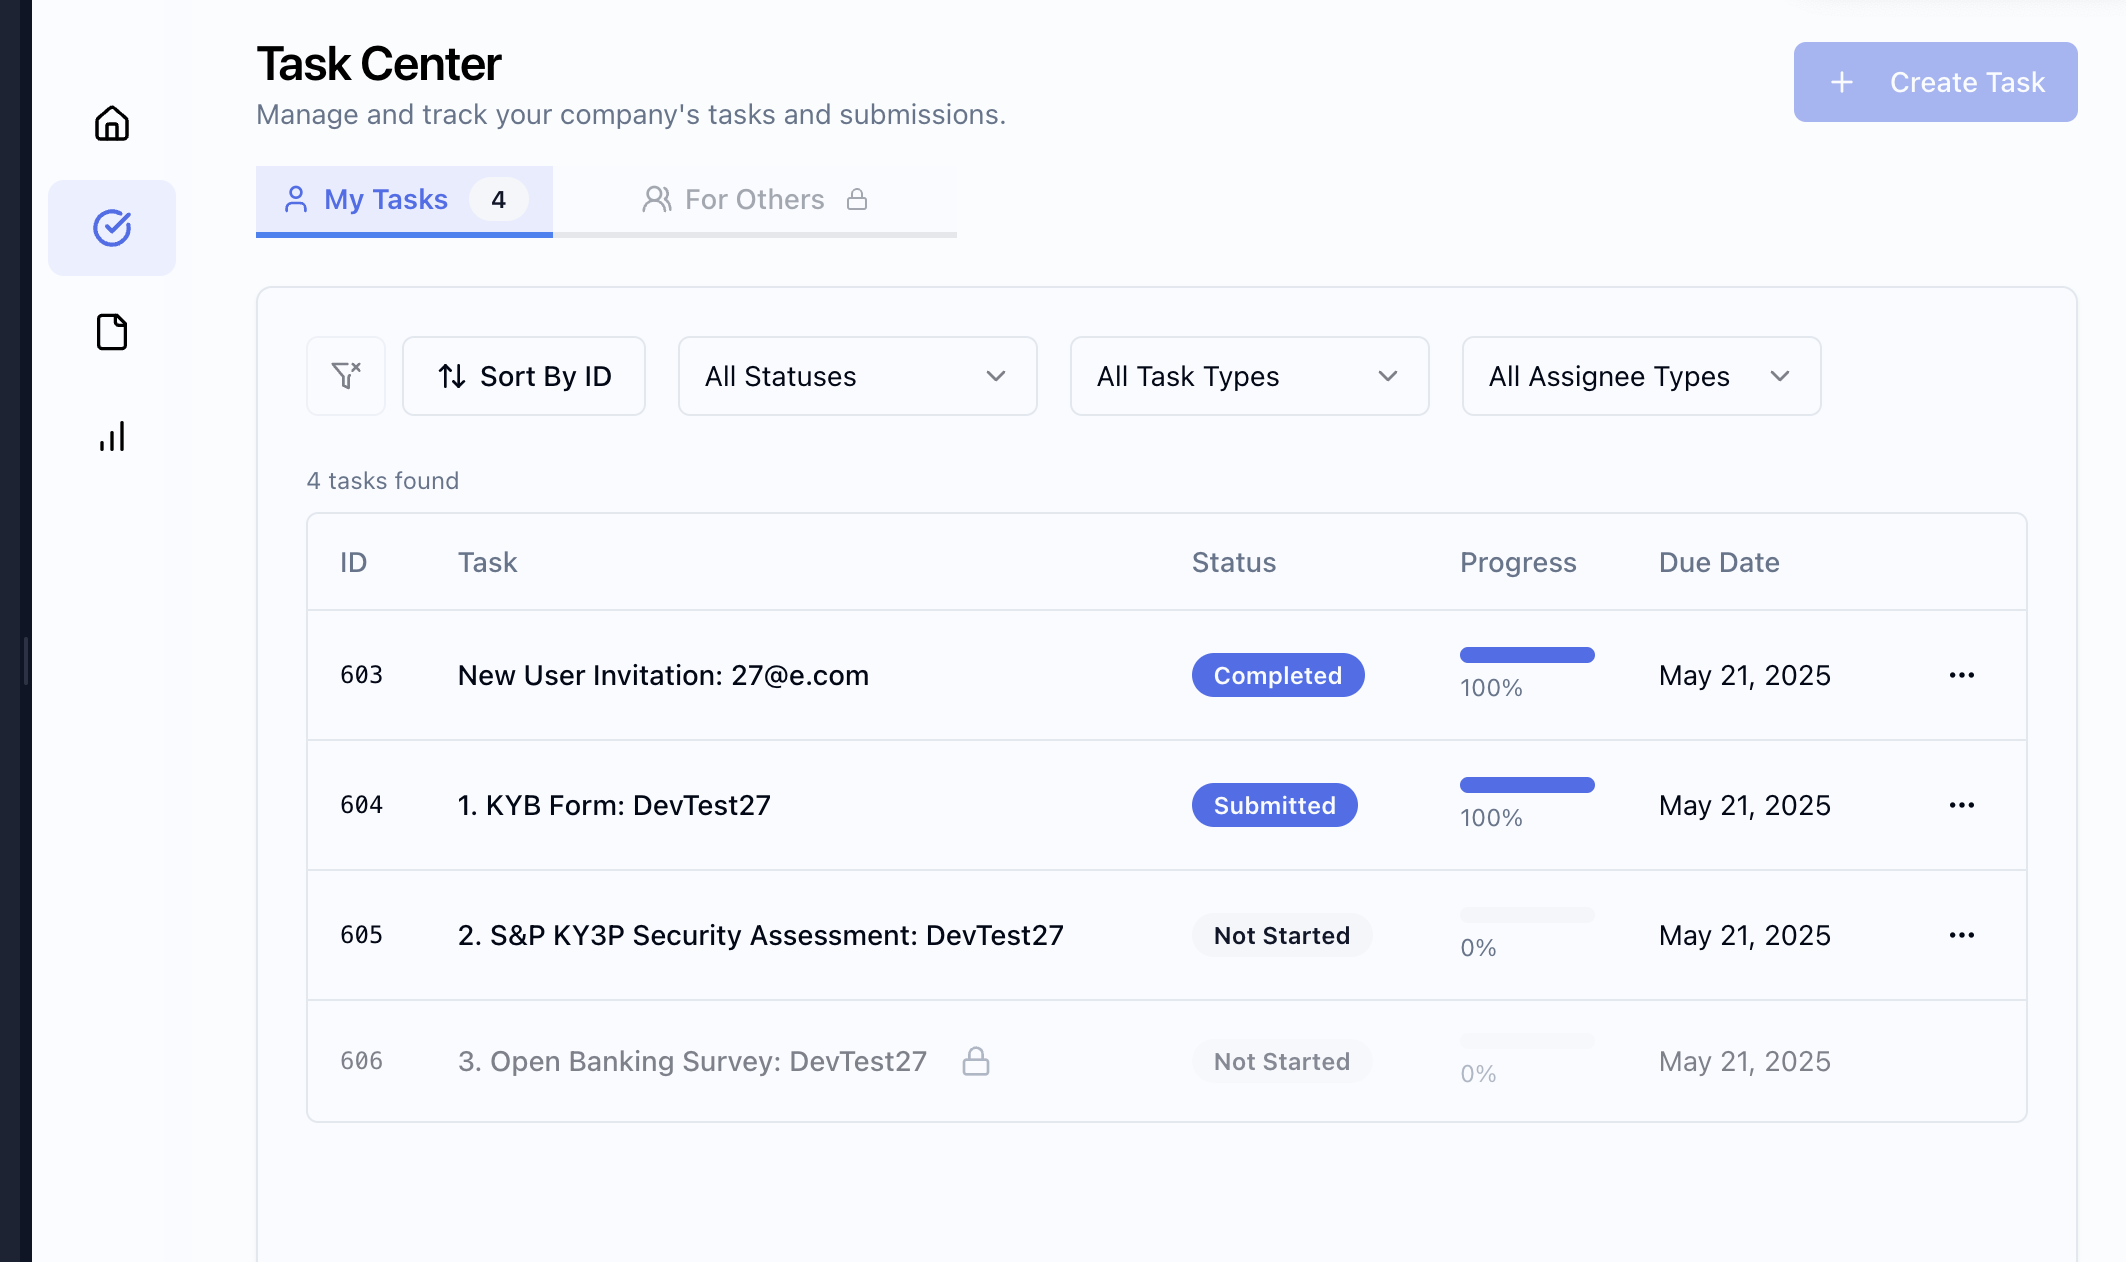 Task Center
Manage and track your company's tasks and submissions.
Create Task
My Tasks 4
For Others
Sort By ID
All Statuses
All Task Types
All Assignee Types
4 tasks found
ID Task Status Progress Due Date
603 New User Invitation: 27@e.com Completed 100% May 21, 2025
604 1. KYB Form: DevTest27 Submitted 100% May 21, 2025
605 2. S&P KY3P Security Assessment: DevTest27 Not Started 0% May 21, 2025
606 3. Open Banking Survey: DevTest27 Not Started 0% May 21, 2025